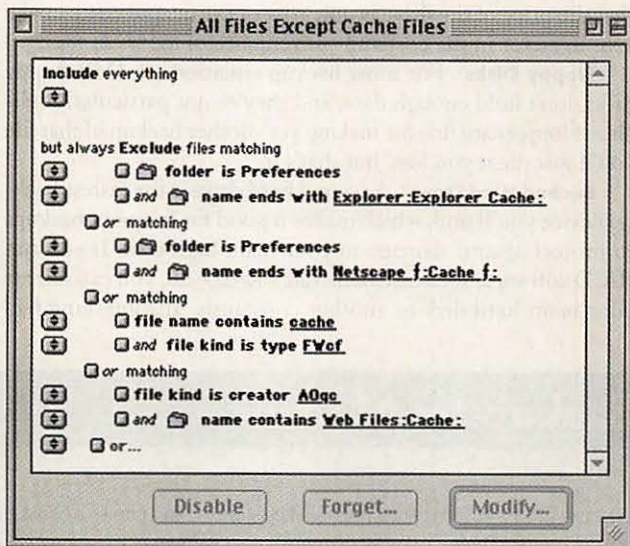 All Files Except Cache Files
Include everything
but always Exclude files matching
folder is Preferences
and name ends with Explorer:Explorer Cache:
or matching
folder is Preferences
and name ends with Netscape ƒ:Cache ƒ:
or matching
file name contains cache
and file kind is type FWcf
or matching
file kind is creator AOqc
and name contains Web Files:Cache:
or...
Disable Forget... Modify...